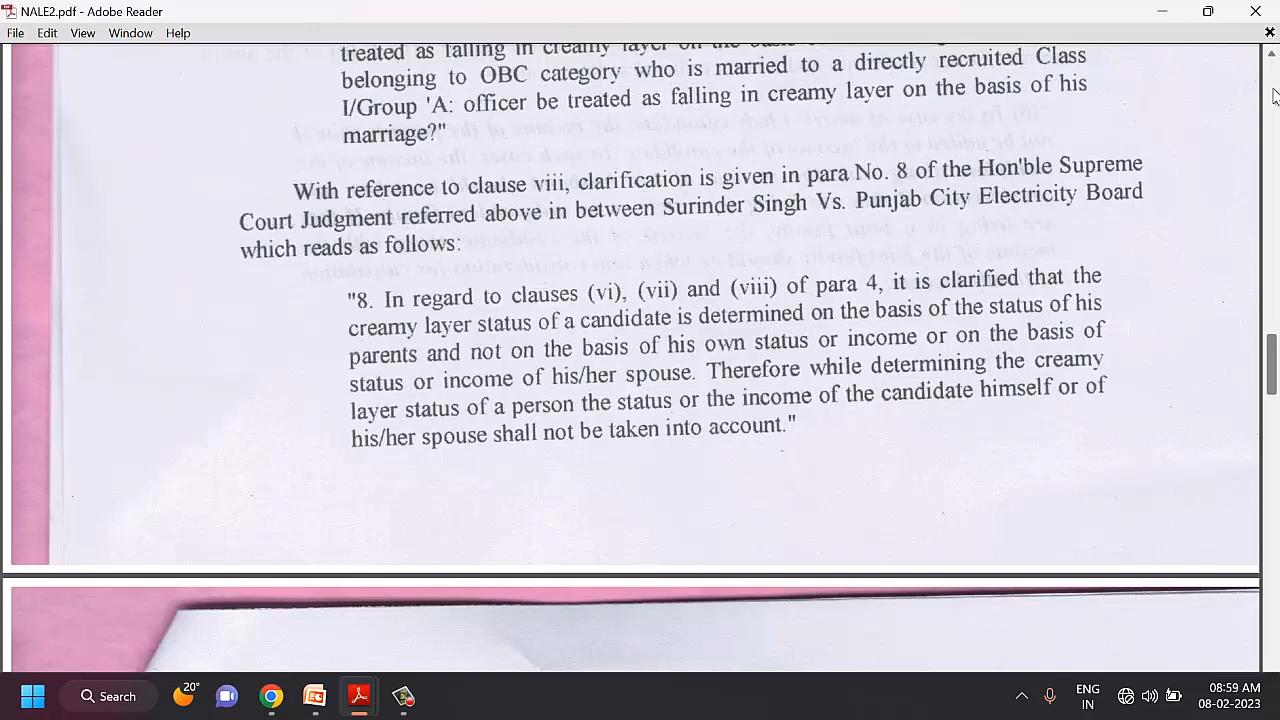 NALE2.pdf - Adobe Reader
File Edit View Window Help
treated as falling in creamy layer on the
belonging to OBC category who is married to a directly recruited Class
I/Group 'A: officer be treated as falling in creamy layer on the basis of his
marriage?"
With reference to clause viii, clarification is given in para No. 8 of the Hon'ble Supreme
Court Judgment referred above in between Surinder Singh Vs. Punjab City Electricity Board
which reads as follows:
"8. In regard to clauses (vi), (vii) and (viii) of para 4, it is clarified that the
creamy layer status of a candidate is determined on the basis of the status of his
parents and not on the basis of his own status or income or on the basis of
status or income of his/her spouse. Therefore while determining the creamy
layer status of a person the status or the income of the candidate himself or of
his/her spouse shall not be taken into account."
20°
Search
ENG
IN
08:59 AM
08-02-2023